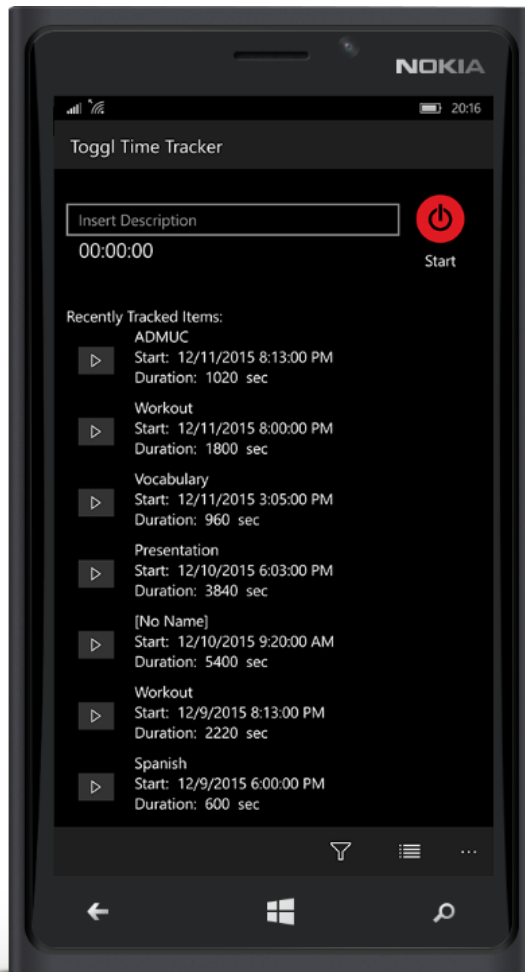 NOKIA
20:16
Toggl Time Tracker
Insert Description
00:00:00
Start
Recently Tracked Items:
ADMUC
Start: 12/11/2015 8:13:00 PM
Duration: 1020 sec
Workout
Start: 12/11/2015 8:00:00 PM
Duration: 1800 sec
Vocabulary
Start: 12/11/2015 3:05:00 PM
Duration: 960 sec
Presentation
Start: 12/10/2015 6:03:00 PM
Duration: 3840 sec
[No Name]
Start: 12/10/2015 9:20:00 AM
Duration: 5400 sec
Workout
Start: 12/9/2015 8:13:00 PM
Duration: 2220 sec
Spanish
Start: 12/9/2015 6:00:00 PM
Duration: 600 sec